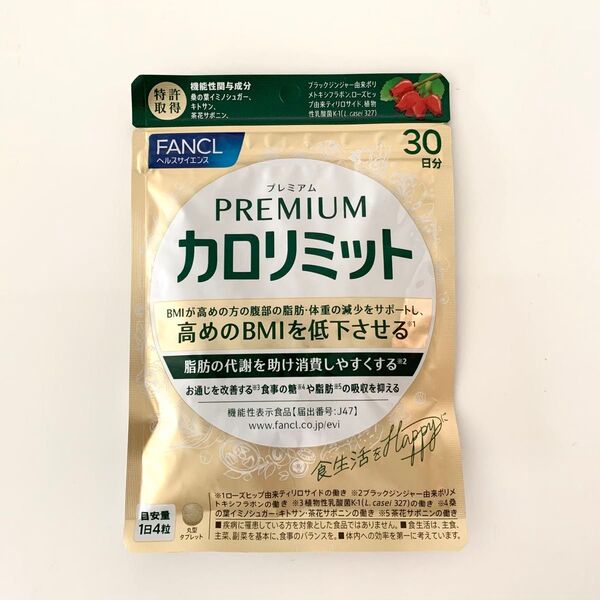 特許
取得
機能性関与成分
桑の葉イミノシュガー、
キトサン、
茶花サポニン、
ブラックジンジャー由来ポリ
メトキシフラボン、ローズヒッ
プ由来ティリロサイド、植物
性乳酸菌K-1(L. casei 327)
FANCL
ヘルスサイエンス
30
日分
プレミアム
PREMIUM
カロリミット
BMIが高めの方の腹部の脂肪・体重の減少をサポートし、
高めのBMIを低下させる※1
脂肪の代謝を助け消費しやすくする※2
お通じを改善する※3食事の糖※4や脂肪※5の吸収を抑える
機能性表示食品【届出番号:J47】
www.fancl.co.jp/evi
食生活をHappyに
目安量
1日4粒
丸型
タブレット
※1ローズヒップ由来ティリロサイドの働き ※2ブラックジンジャー由来ポリメ
トキシフラボンの働き ※3植物性乳酸菌K-1(L. casei 327)の働き ※4桑
の葉イミノシュガー・キトサン・茶花サポニンの働き ※5茶花サポニンの働き
■疾病に罹患している方を対象とした食品ではありません。■食生活は、主食、
主菜、副菜を基本に、食事のバランスを。■体内への効率を第一に考えています。